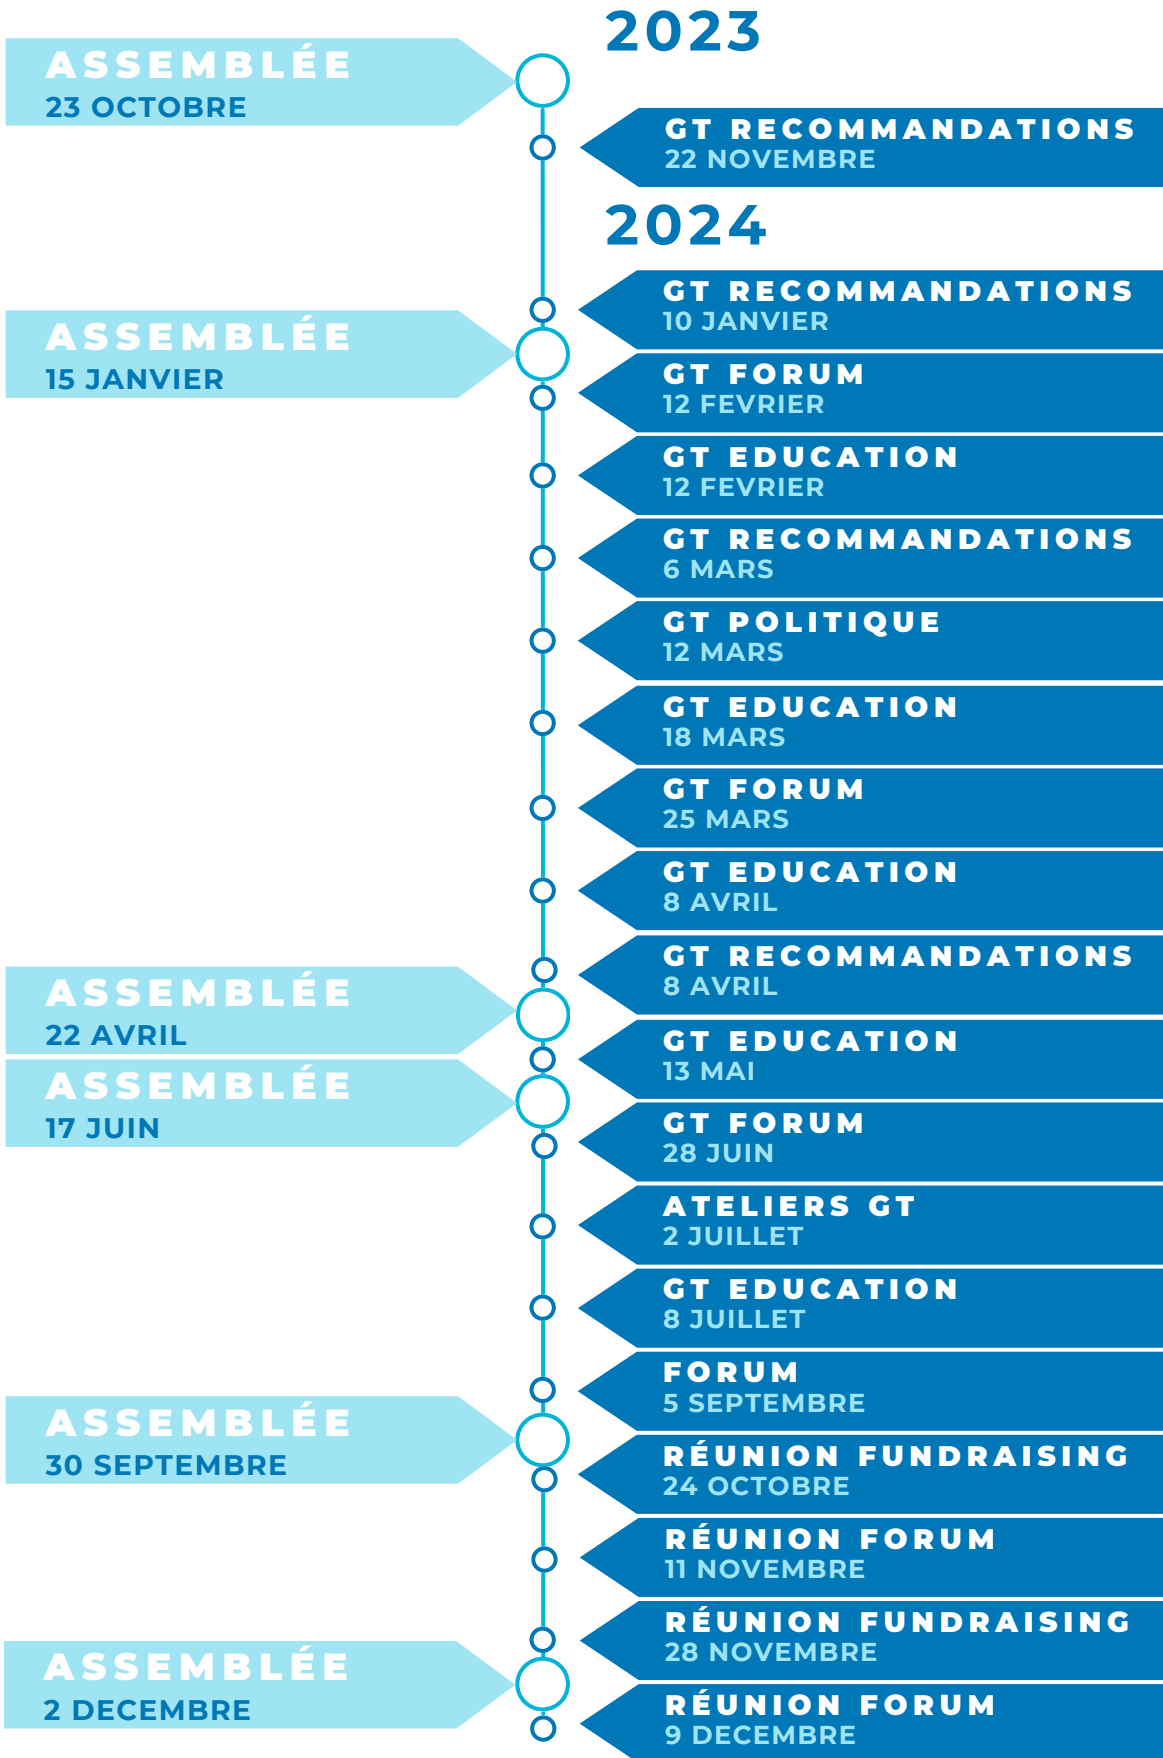 2023
ASSEMBLÉE
23 OCTOBRE
GT RECOMMANDATIONS
22 NOVEMBRE
2024
GT RECOMMANDATIONS
10 JANVIER
ASSEMBLÉE
15 JANVIER
GT FORUM
12 FEVRIER
GT EDUCATION
12 FEVRIER
GT RECOMMANDATIONS
6 MARS
GT POLITIQUE
12 MARS
GT EDUCATION
18 MARS
GT FORUM
25 MARS
GT EDUCATION
8 AVRIL
GT RECOMMANDATIONS
8 AVRIL
ASSEMBLÉE
22 AVRIL
GT EDUCATION
13 MAI
ASSEMBLÉE
17 JUIN
GT FORUM
28 JUIN
ATELIERS GT
2 JUILLET
GT EDUCATION
8 JUILLET
FORUM
5 SEPTEMBRE
ASSEMBLÉE
30 SEPTEMBRE
RÉUNION FUNDRAISING
24 OCTOBRE
RÉUNION FORUM
11 NOVEMBRE
RÉUNION FUNDRAISING
28 NOVEMBRE
ASSEMBLÉE
2 DECEMBRE
RÉUNION FORUM
9 DECEMBRE